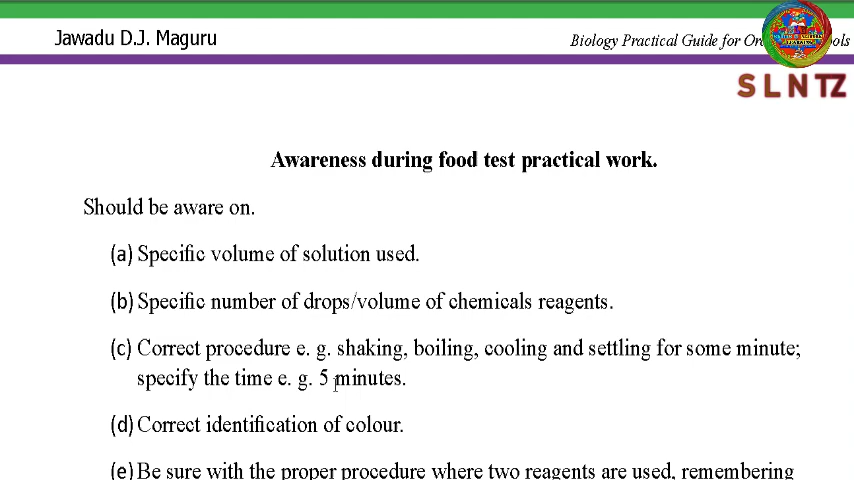 Jawadu D.J. Maguru
Biology Practical Guide for Or
ols
SLNTZ
Awareness during food test practical work.
Should be aware on.
(a) Specific volume of solution used.
(b) Specific number of drops/volume of chemicals reagents.
(c) Correct procedure e. g. shaking, boiling, cooling and settling for some minute;
specify the time e. g. 5 minutes.
(d) Correct identification of colour.
(e) Be sure with the proper procedure where two reagents are used, remembering